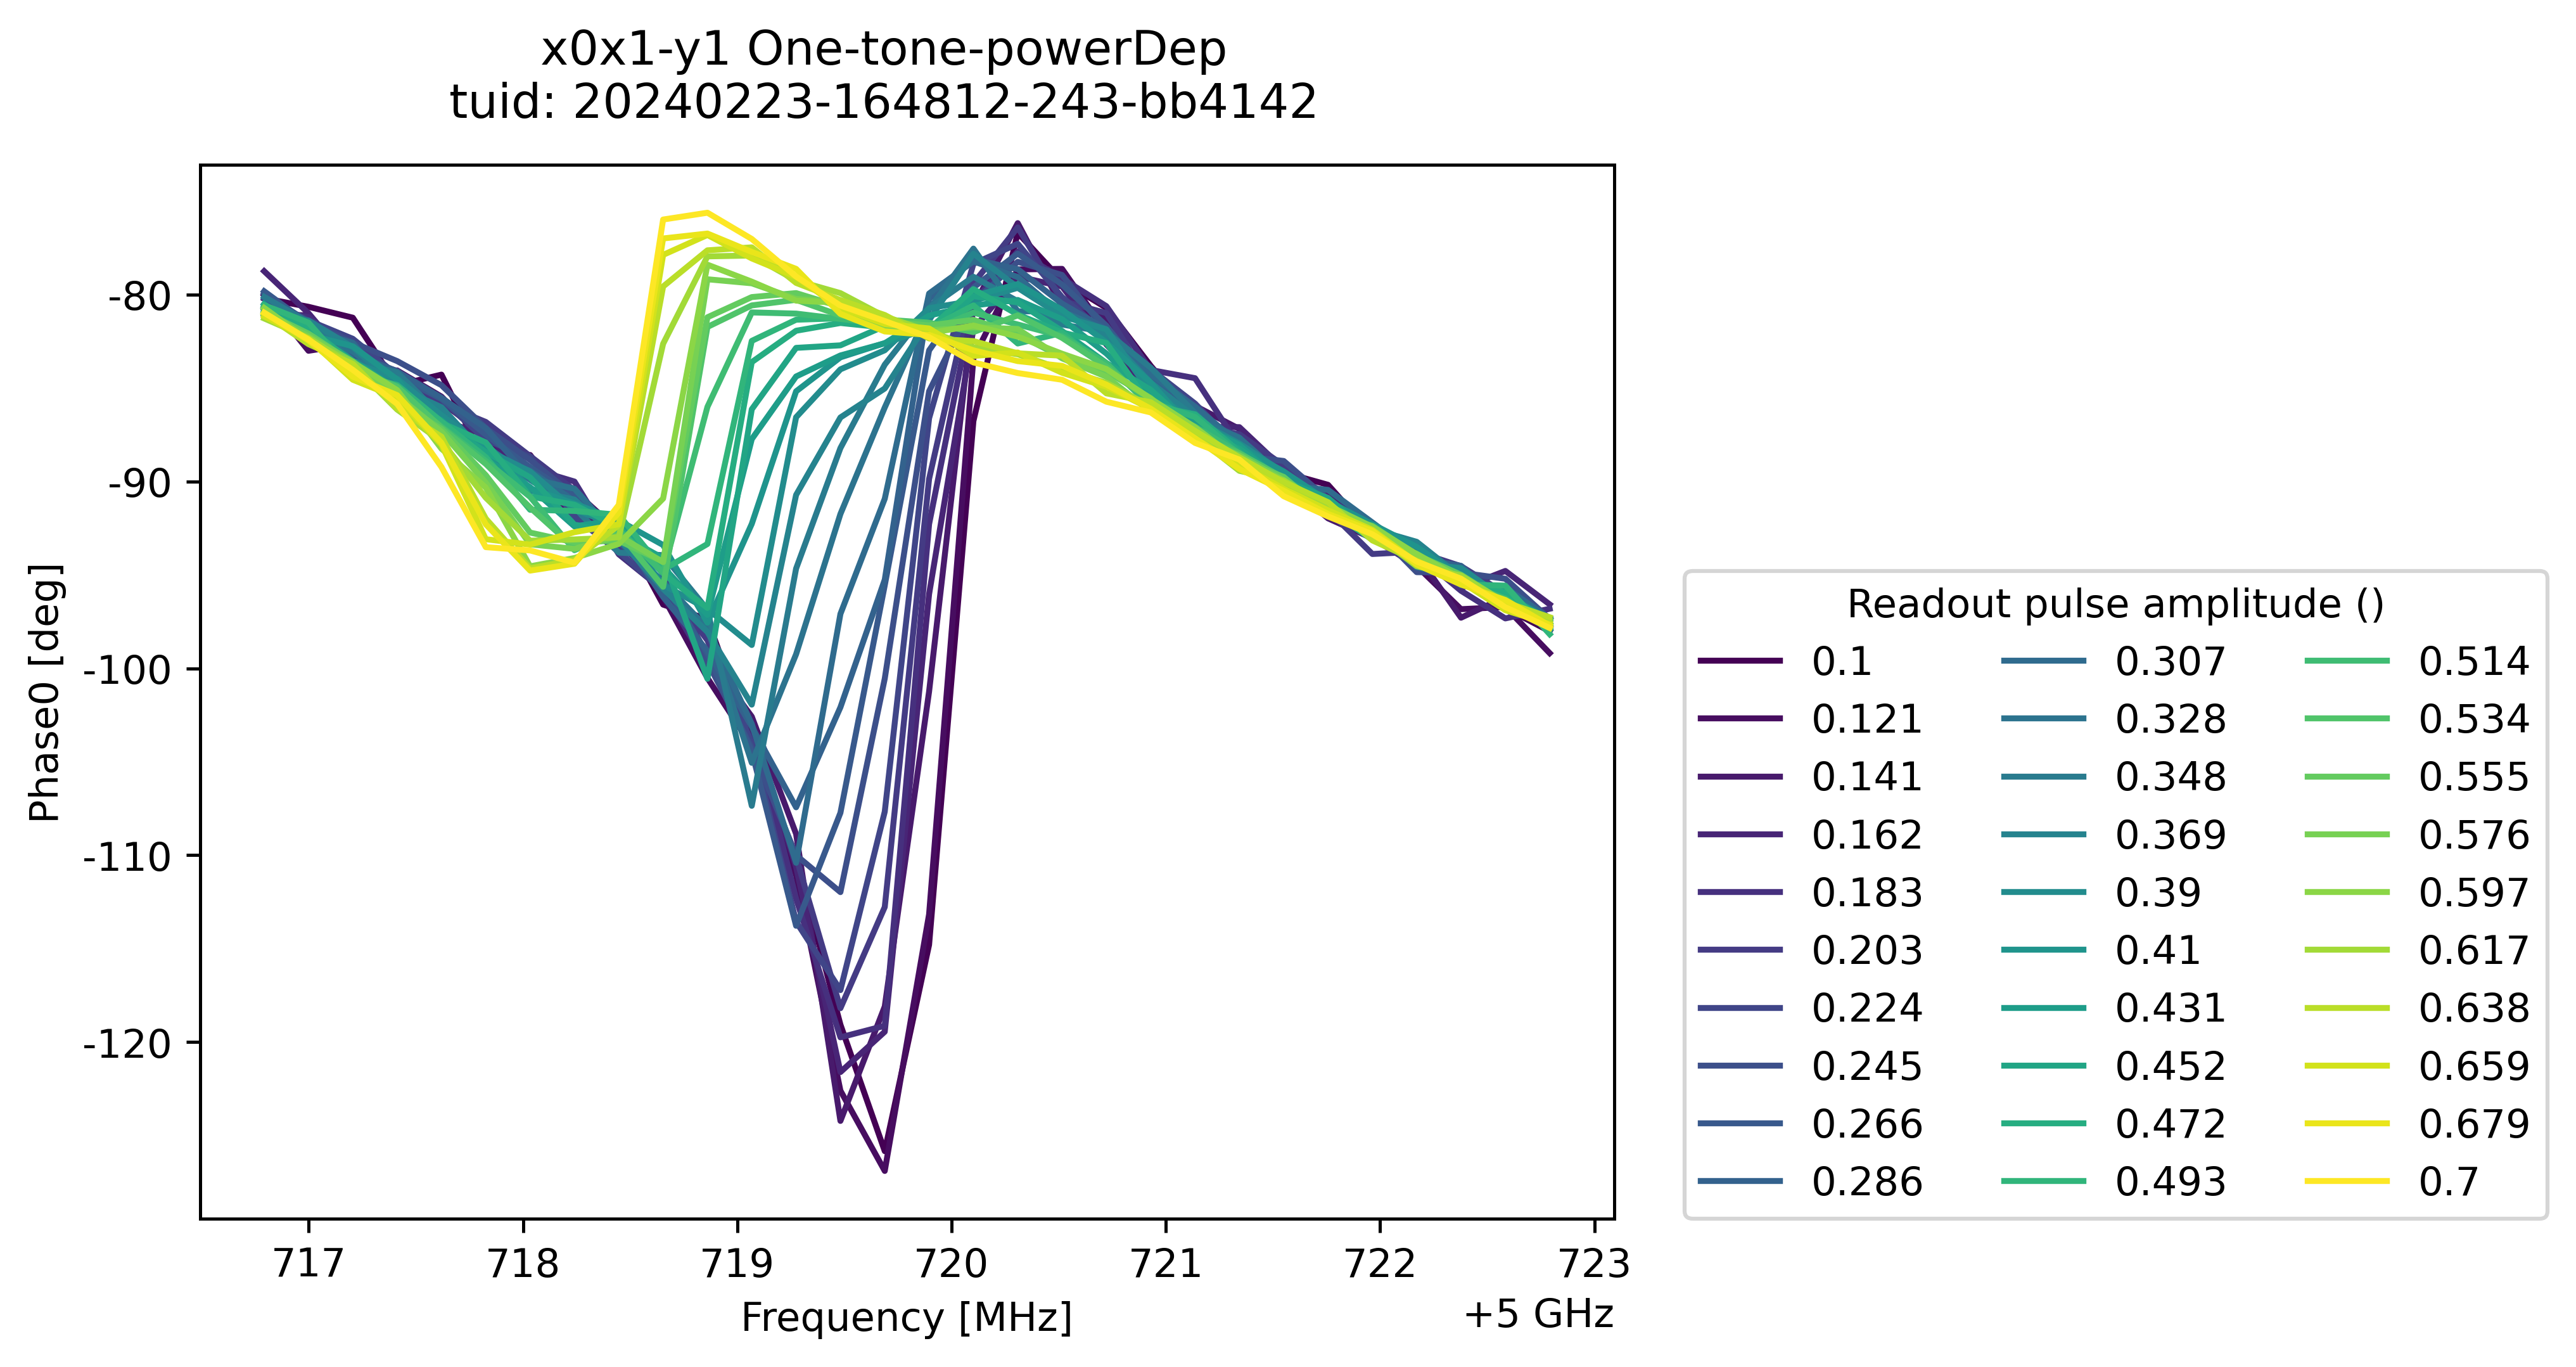 x0x1-y1 One-tone-powerDep
tuid: 20240223-164812-243-bb4142
Phase0 [deg]
-80
-90
-100
-110
-120
717 718 719 720 721 722 723
Frequency [MHz]
+5 GHz
Readout pulse amplitude ()
0.1 0.307 0.514
0.121 0.328 0.534
0.141 0.348 0.555
0.162 0.369 0.576
0.183 0.39 0.597
0.203 0.41 0.617
0.224 0.431 0.638
0.245 0.452 0.659
0.266 0.472 0.679
0.286 0.493 0.7